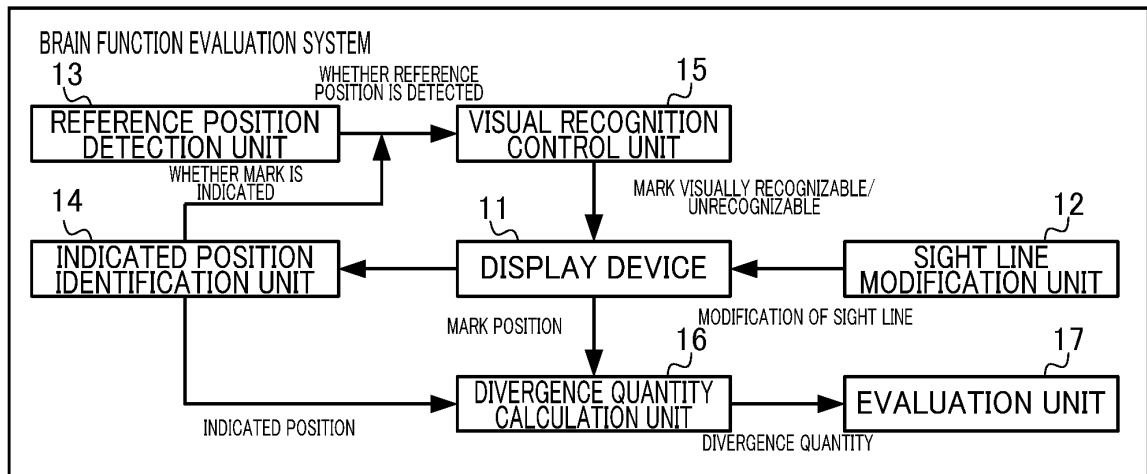 BRAIN FUNCTION EVALUATION SYSTEM
13
WHETHER REFERENCE
POSITION IS DETECTED
15
REFERENCE POSITION
DETECTION UNIT
VISUAL RECOGNITION
CONTROL UNIT
WHETHER MARK IS
INDICATED
MARK VISUALLY RECOGNIZABLE/
UNRECOGNIZABLE
14
11
12
INDICATED POSITION
IDENTIFICATION UNIT
DISPLAY DEVICE
SIGHT LINE
MODIFICATION UNIT
MARK POSITION
MODIFICATION OF SIGHT LINE
16
17
DIVERGENCE QUANTITY
CALCULATION UNIT
EVALUATION UNIT
INDICATED POSITION
DIVERGENCE QUANTITY